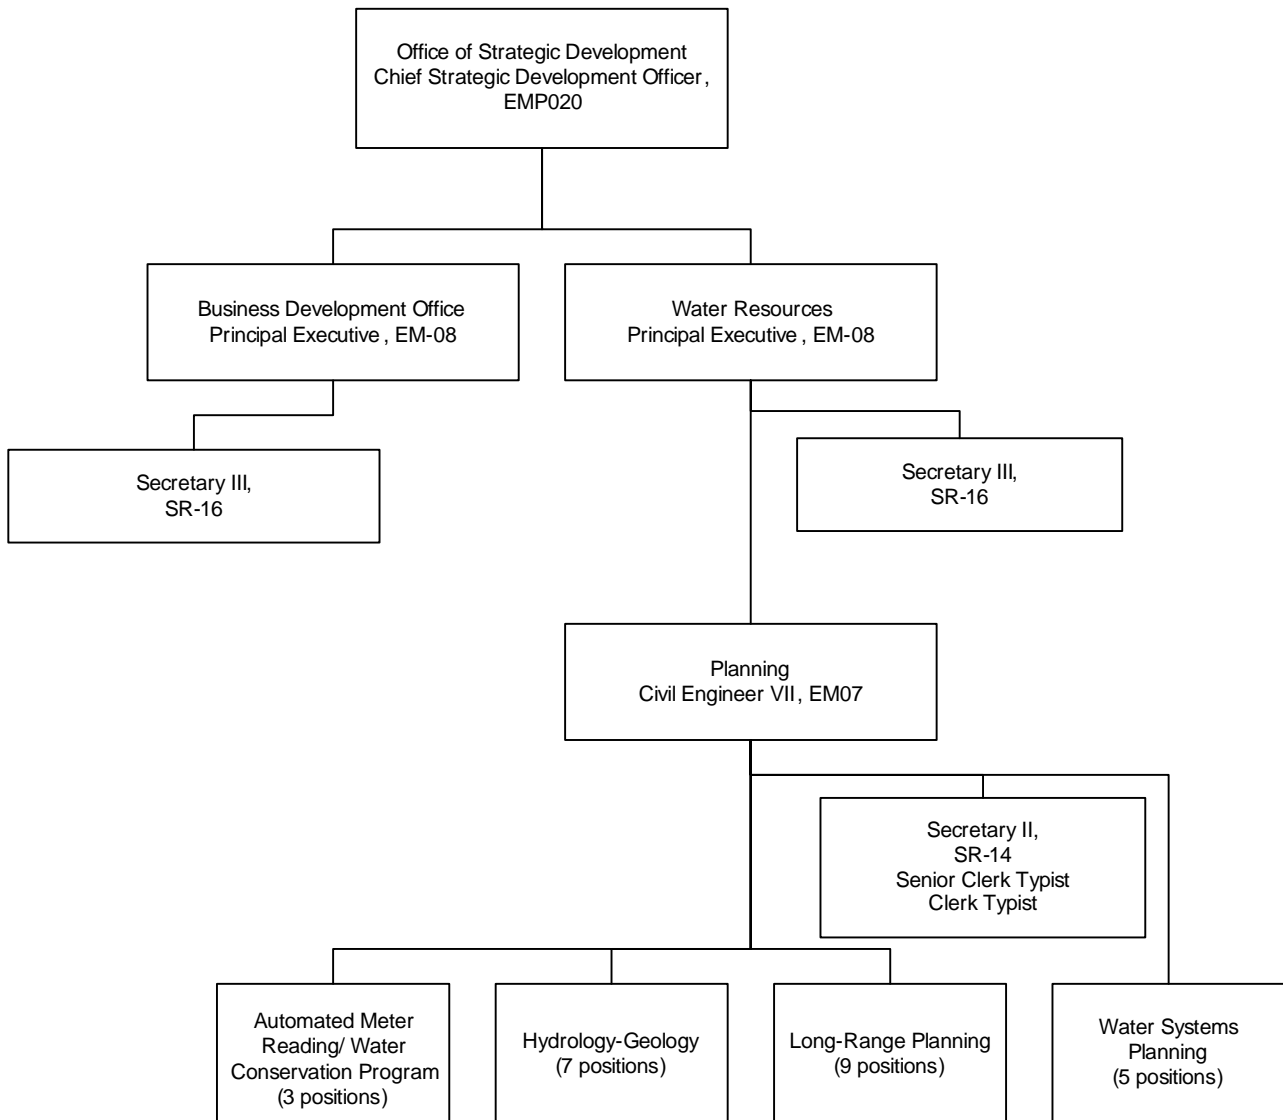 Office of Strategic Development
Chief Strategic Development Officer,
EMP020
Business Development Office
Principal Executive, EM-08
Water Resources
Principal Executive, EM-08
Secretary III,
SR-16
Secretary III,
SR-16
Planning
Civil Engineer VII, EM07
Secretary II,
SR-14
Senior Clerk Typist
Clerk Typist
Automated Meter
Reading/ Water
Conservation Program
(3 positions)
Hydrology-Geology
(7 positions)
Long-Range Planning
(9 positions)
Water Systems
Planning
(5 positions)